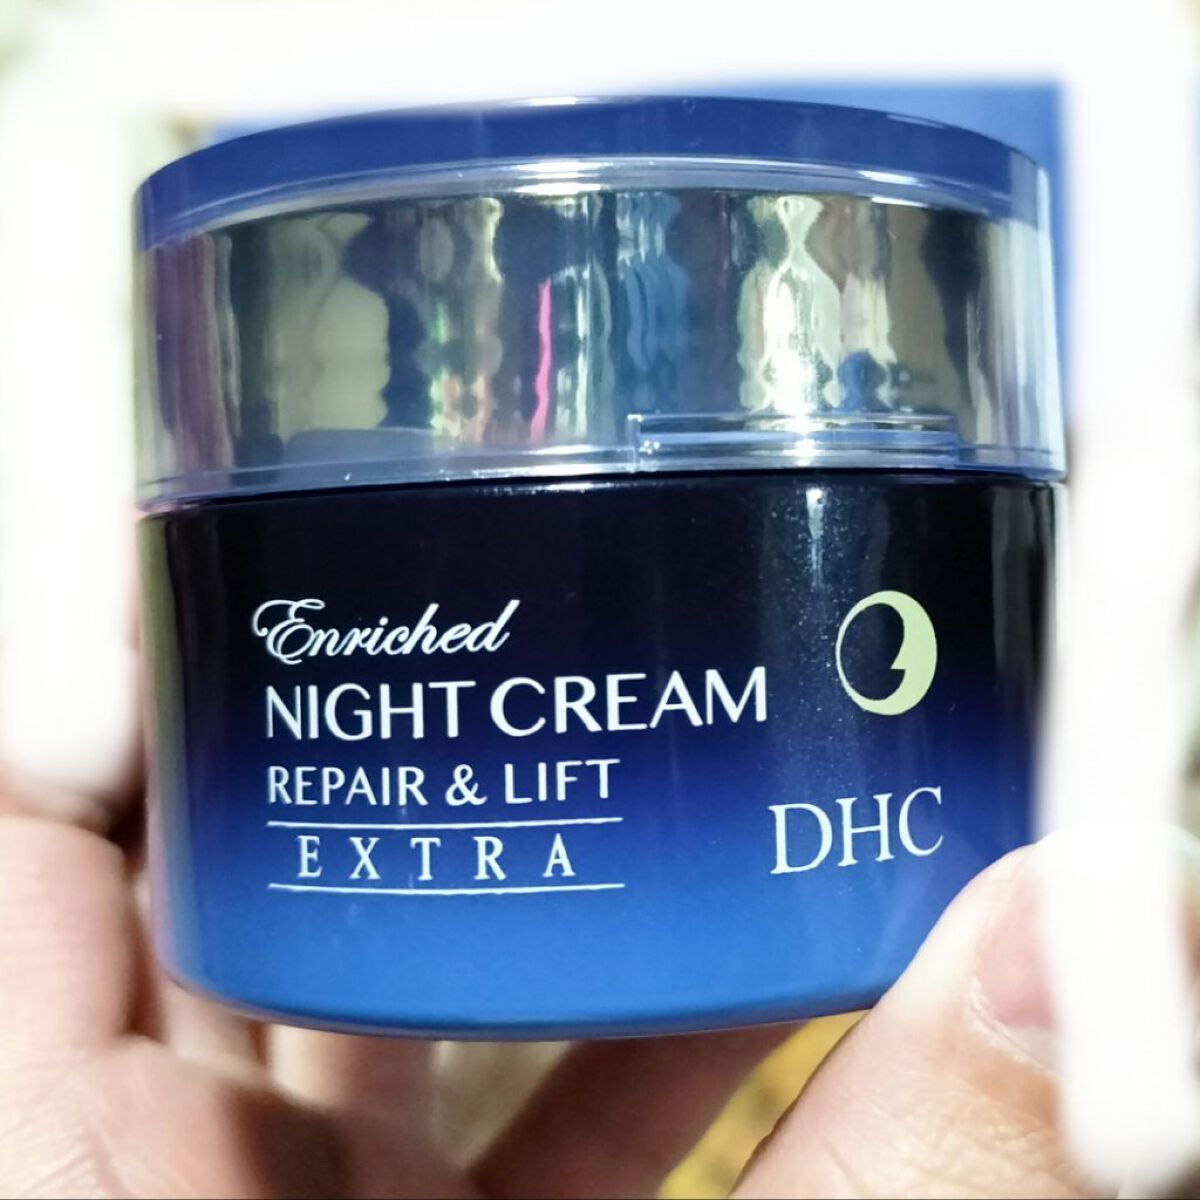 Enriched
NIGHT CREAM
REPAIR & LIFT
EXTRA
DHC